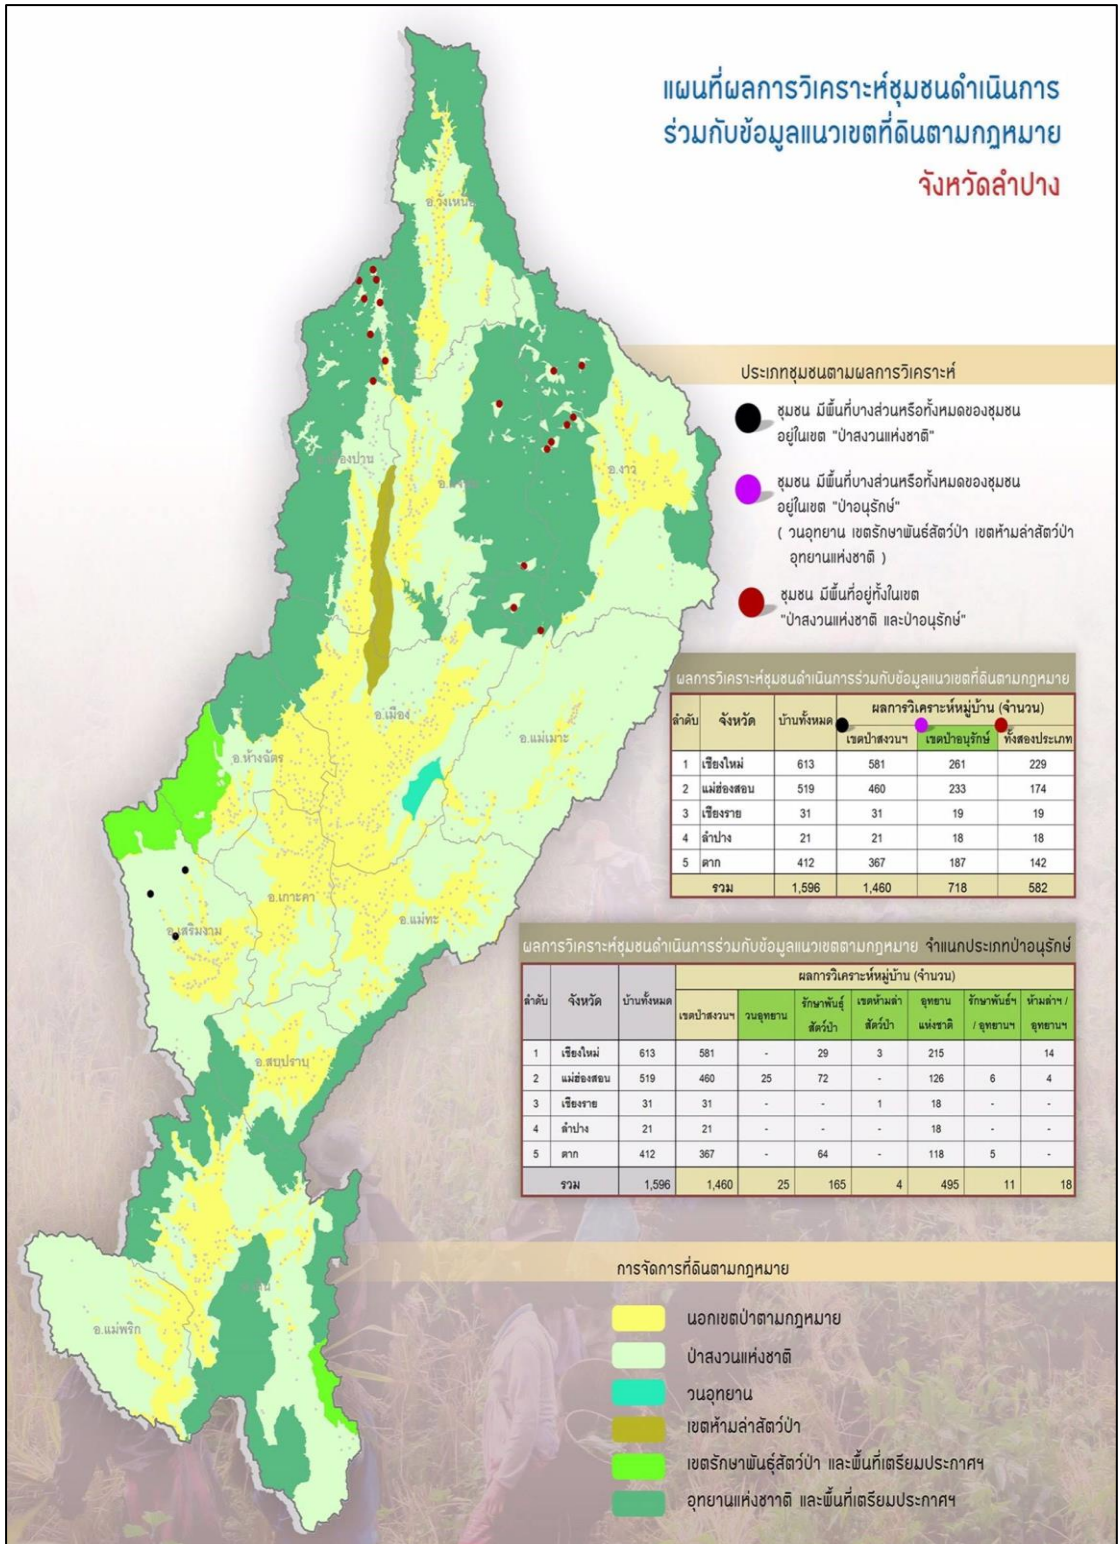 แผนที่ผลการวิเคราะห์ชุมชนดำเนินการ
ร่วมกับข้อมูลแนวเขตที่ดินตามกฎหมาย
จังหวัดลำปาง
อ.วังเหนือ
อ.งาว
อ.เมือง
อ.แม่เมาะ
อ.ห้างฉัตร
อ.เกาะคา
อ.แม่ทะ
อ.เสริมงาม
อ.สบปราบ
อ.แม่พริก
ประเภทชุมชนตามผลการวิเคราะห์
ชุมชน มีพื้นที่บางส่วนหรือทั้งหมดของชุมชน
อยู่ในเขต "ป่าสงวนแห่งชาติ"
ชุมชน มีพื้นที่บางส่วนหรือทั้งหมดของชุมชน
อยู่ในเขต "ป่าอนุรักษ์"
( วนอุทยาน เขตรักษาพันธ์สัตว์ป่า เขตห้ามล่าสัตว์ป่า
อุทยานแห่งชาติ )
ชุมชน มีพื้นที่อยู่ทั้งในเขต
"ป่าสงวนแห่งชาติ และป่าอนุรักษ์"
ผลการวิเคราะห์ชุมชนดำเนินการร่วมกับข้อมูลแนวเขตที่ดินตามกฎหมาย
ลำดับ จังหวัด บ้านทั้งหมด ผลการวิเคราะห์หมู่บ้าน (จำนวน)
เขตป่าสงวนฯ เขตป่าอนุรักษ์ ทั้งสองประเภท
1 เชียงใหม่ 613 581 261 229
2 แม่ฮ่องสอน 519 460 233 174
3 เชียงราย 31 31 19 19
4 ลำปาง 21 21 18 18
5 ตาก 412 367 187 142
รวม 1,596 1,460 718 582
ผลการวิเคราะห์ชุมชนดำเนินการร่วมกับข้อมูลแนวเขตตามกฎหมาย จำแนกประเภทป่าอนุรักษ์
ลำดับ จังหวัด บ้านทั้งหมด ผลการวิเคราะห์หมู่บ้าน (จำนวน)
เขตป่าสงวนฯ วนอุทยาน รักษาพันธุ์ เขตห้ามล่า อุทยาน รักษาพันธุ์ฯ ห้ามล่าฯ /
สัตว์ป่า สัตว์ป่า แห่งชาติ / อุทยานฯ อุทยานฯ
1 เชียงใหม่ 613 581 - 29 3 215 14
2 แม่ฮ่องสอน 519 460 25 72 - 126 6 4
3 เชียงราย 31 31 - - 1 18 - -
4 ลำปาง 21 21 - - - 18 - -
5 ตาก 412 367 - 64 - 118 5 -
รวม 1,596 1,460 25 165 4 495 11 18
การจัดการที่ดินตามกฎหมาย
นอกเขตป่าตามกฎหมาย
ป่าสงวนแห่งชาติ
วนอุทยาน
เขตห้ามล่าสัตว์ป่า
เขตรักษาพันธุ์สัตว์ป่า และพื้นที่เตรียมประกาศฯ
อุทยานแห่งชาาติ และพื้นที่เตรียมประกาศฯ